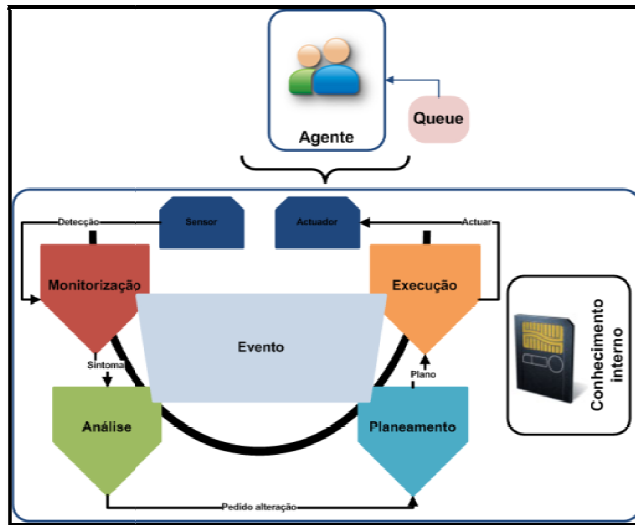 Agente
Queue
Detecção
Sensor
Actuador
Actuar
Monitorização
Execução
Evento
Sintoma
Plano
Análise
Planeamento
Pedido alteração
Conhecimento
interno